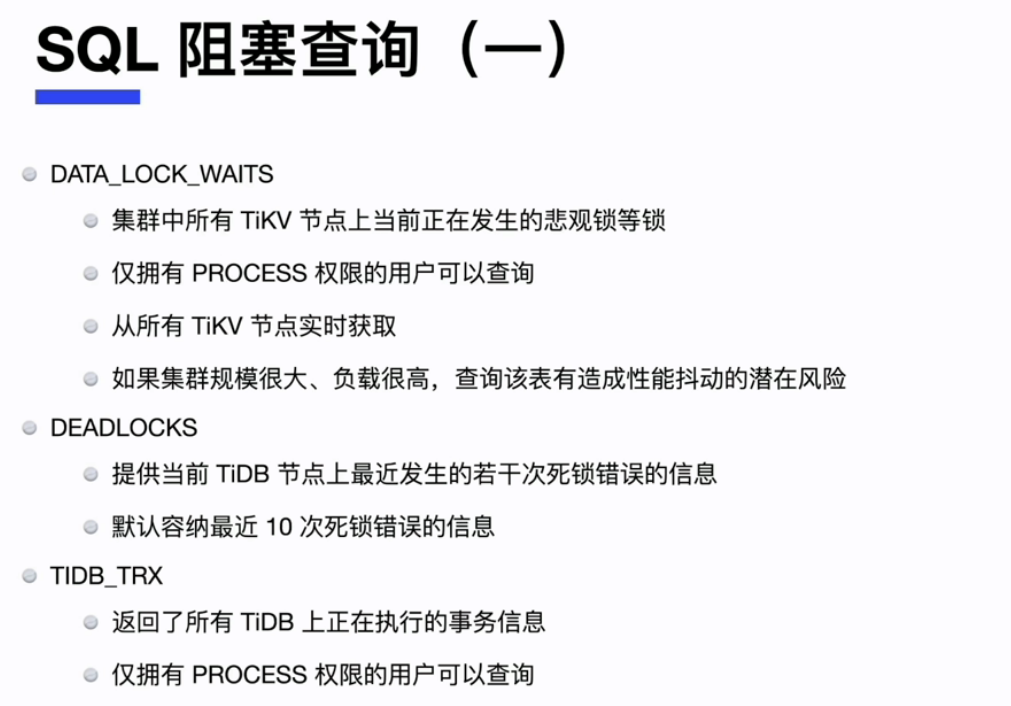 SQL 阻塞查询（一）
DATA_LOCK_WAITS
集群中所有 TiKV 节点上当前正在发生的悲观锁等锁
仅拥有 PROCESS 权限的用户可以查询
从所有 TiKV 节点实时获取
如果集群规模很大、负载很高，查询该表有造成性能抖动的潜在风险
DEADLOCKS
提供当前 TiDB 节点上最近发生的若干次死锁错误的信息
默认容纳最近 10 次死锁错误的信息
TIDB_TRX
返回了所有 TiDB 上正在执行的事务信息
仅拥有 PROCESS 权限的用户可以查询